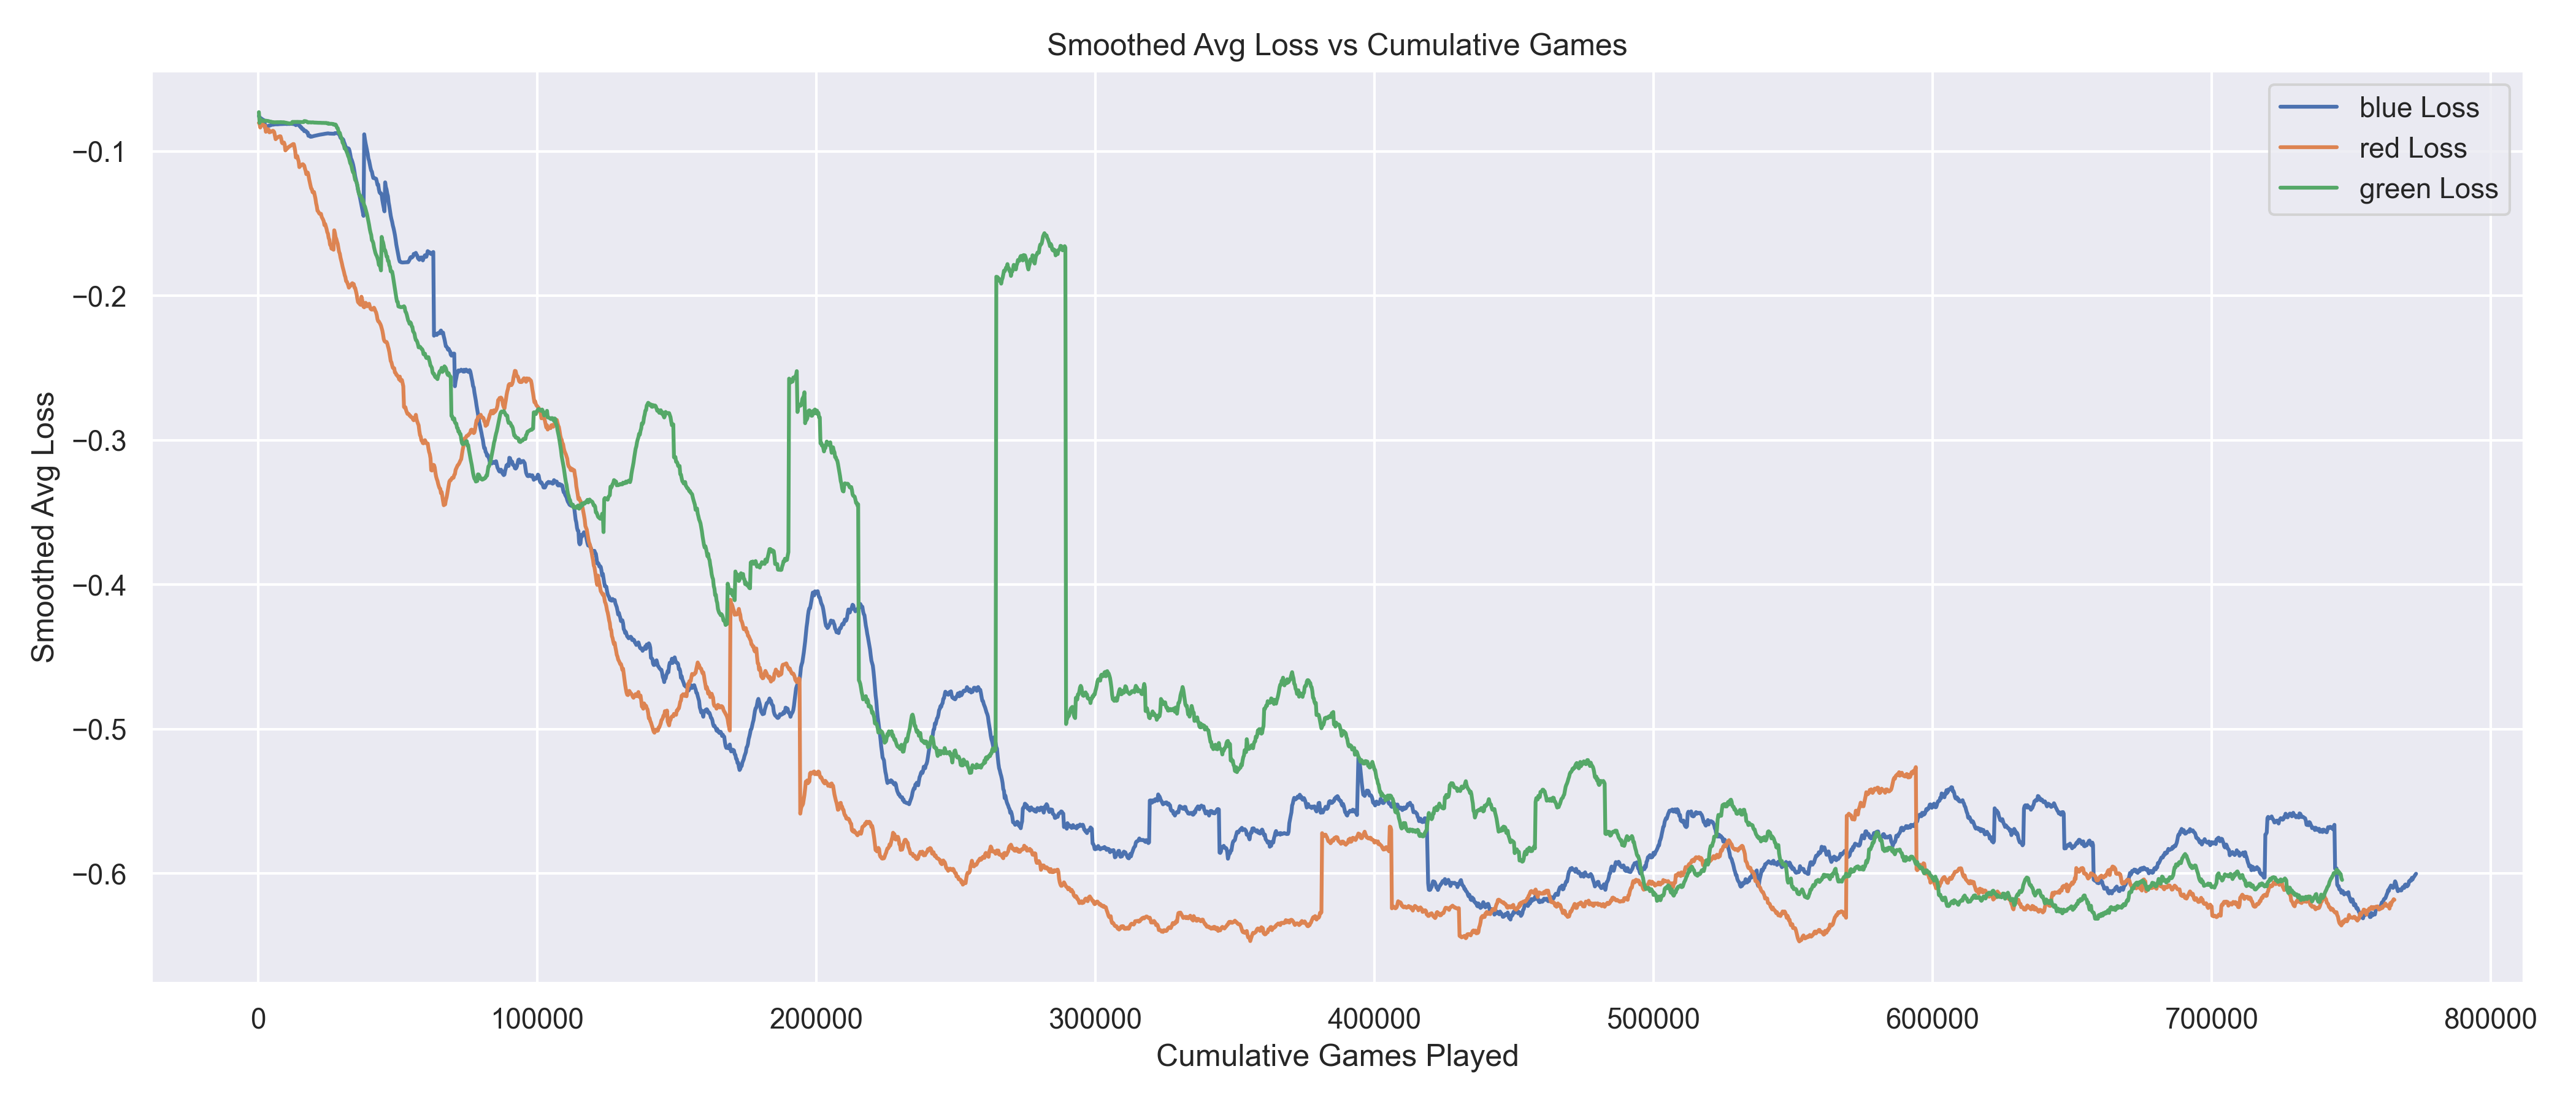 Smoothed Avg Loss vs Cumulative Games
blue Loss
red Loss
green Loss
Smoothed Avg Loss
−0.1
−0.2
−0.3
−0.4
−0.5
−0.6
0
100000
200000
300000
400000
500000
600000
700000
800000
Cumulative Games Played